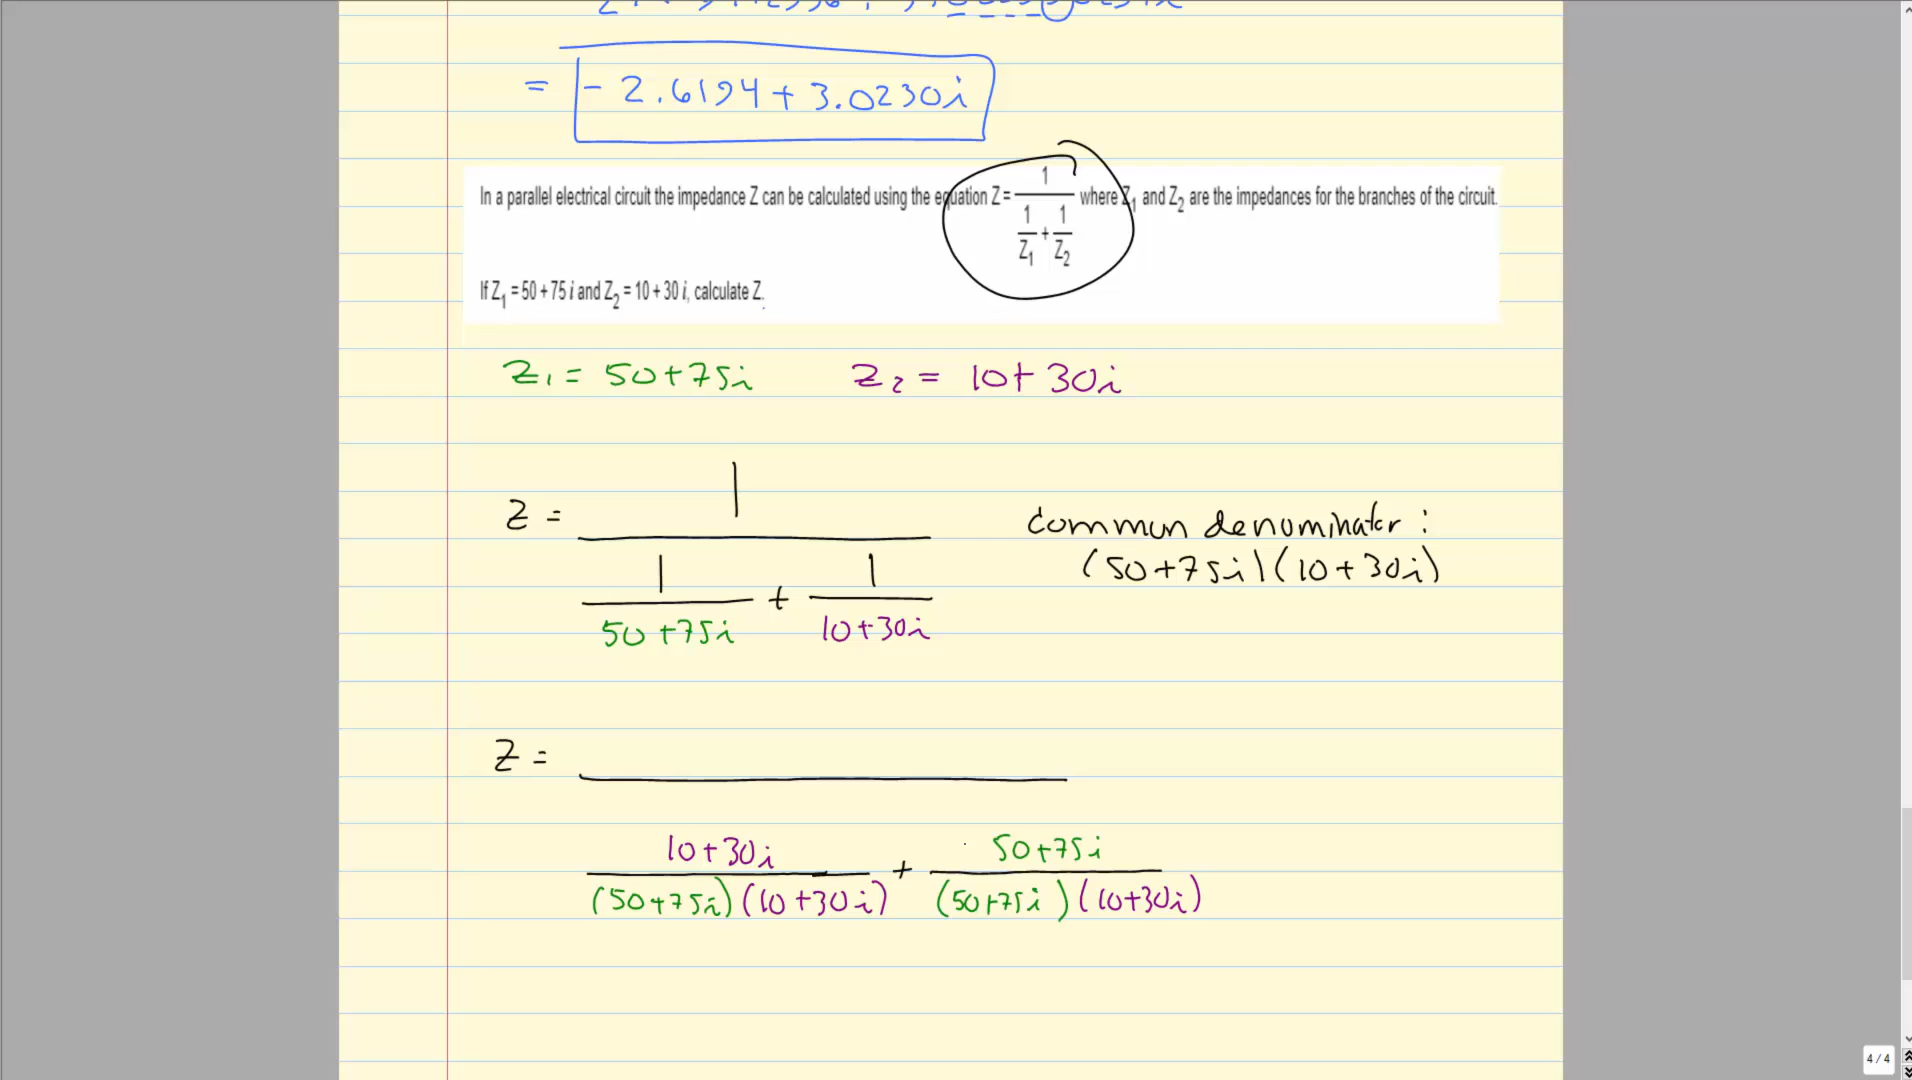 = - 2.6194 + 3.0230i
In a parallel electrical circuit the impedance Z can be calculated using the equation Z = 1 / (1/Z₁ + 1/Z₂) where Z₁ and Z₂ are the impedances for the branches of the circuit.
If Z₁ = 50 + 75 i and Z₂ = 10 + 30 i, calculate Z.
Z₁ = 50+75i Z₂ = 10+30i
Z = 1 / (1/(50+75i) + 1/(10+30i))
common denominator:
(50+75i)(10+30i)
Z =
(10+30i)/((50+75i)(10+30i)) + (50+75i)/((50+75i)(10+30i))
4 / 4